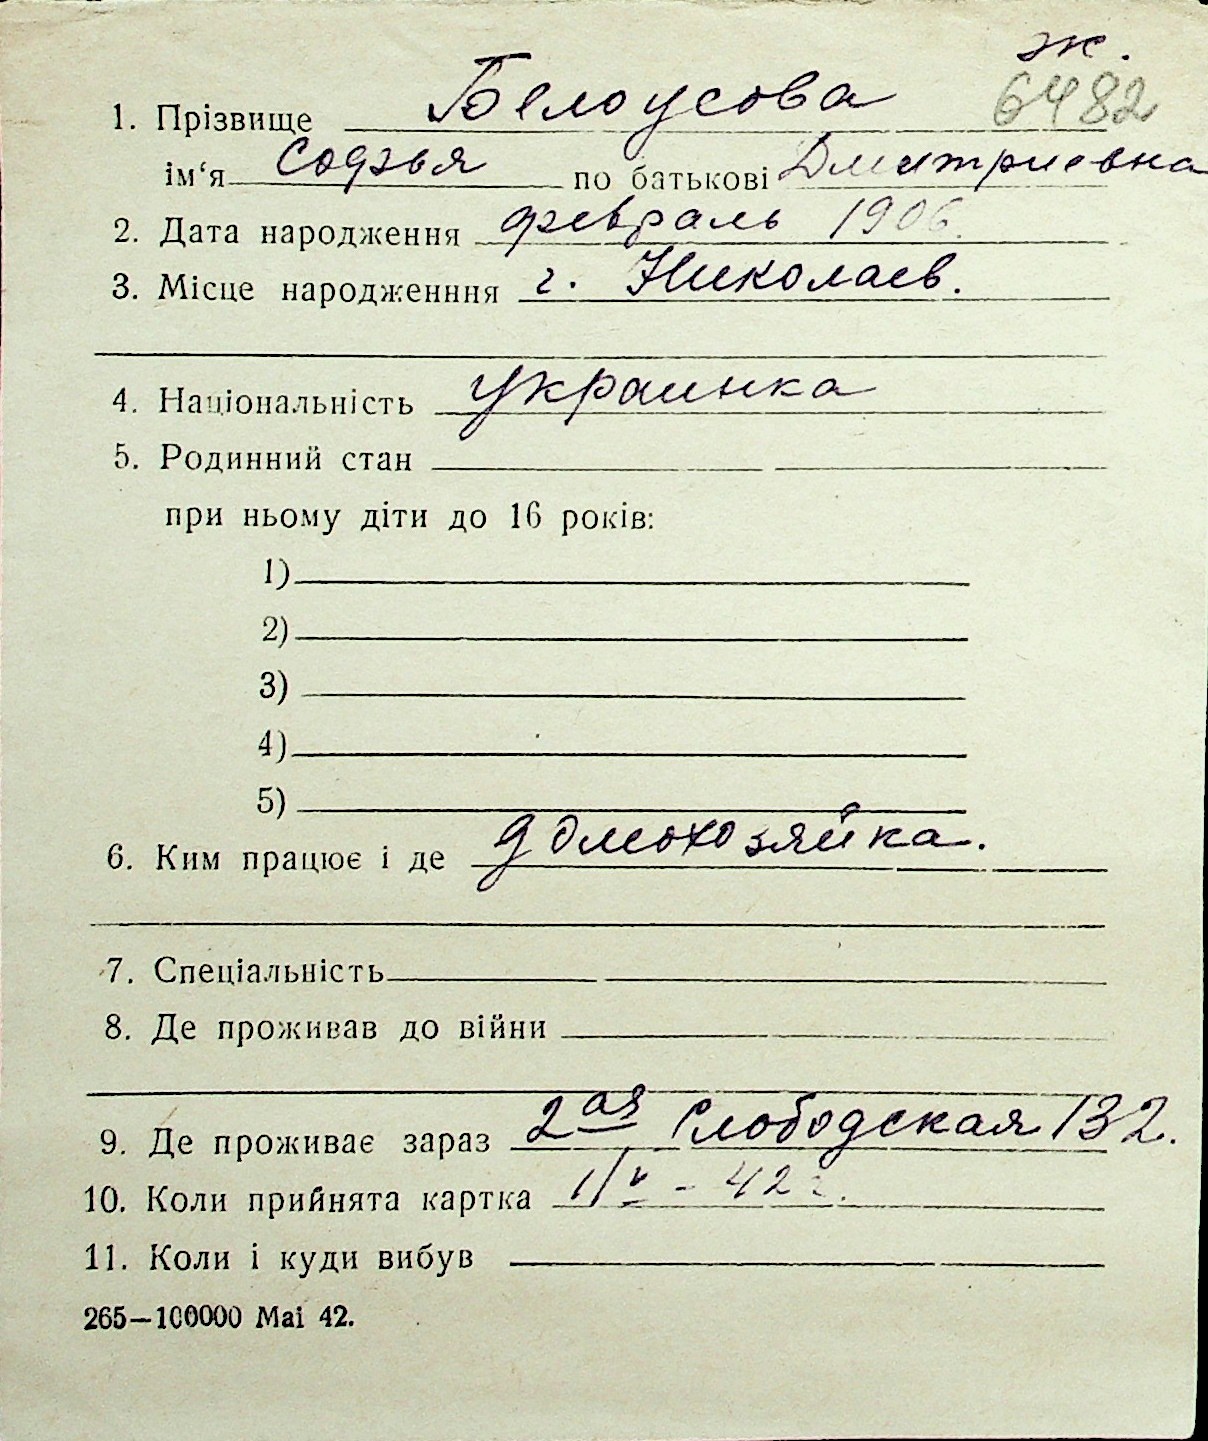 ж.
1. Прізвище Белоусова 6482
ім‘я Софья по батькові Дмитриевна
2. Дата народження февраль 1906.
3. Місце народженння г. Николаев.
4. Національність украинка
5. Родинний стан
при ньому діти до 16 років:
1)
2)
3)
4)
5)
6. Ким працює і де домохозяйка.
7. Спеціальність
8. Де проживав до війни
9. Де проживає зараз 2ая Слободская 132.
10. Коли прийнята картка 1/V - 42 г.
11. Коли і куди вибув
265—100000 Mai 42.